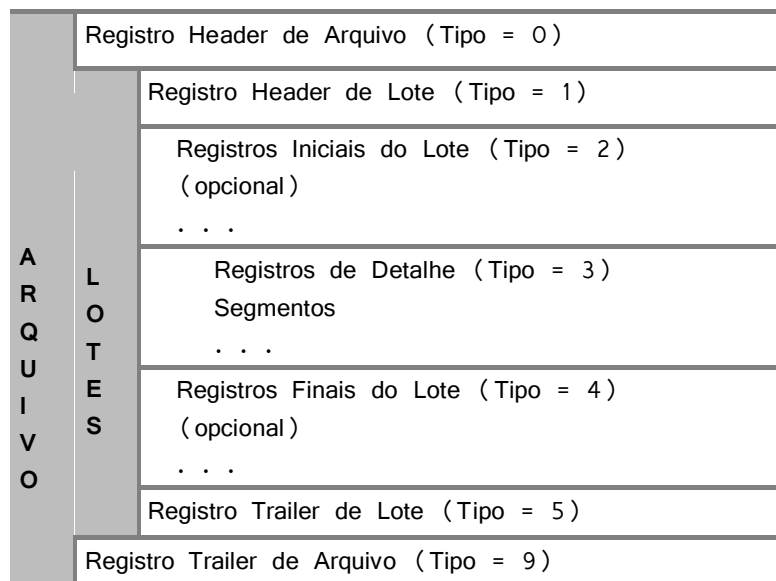 Registro Header de Arquivo (Tipo = 0)
Registro Header de Lote (Tipo = 1)
Registros Iniciais do Lote (Tipo = 2)
(opcional)
. . .
Registros de Detalhe (Tipo = 3)
Segmentos
. . .
Registros Finais do Lote (Tipo = 4)
(opcional)
. . .
Registro Trailer de Lote (Tipo = 5)
Registro Trailer de Arquivo (Tipo = 9)
A
R
Q
U
I
V
O
L
O
T
E
S